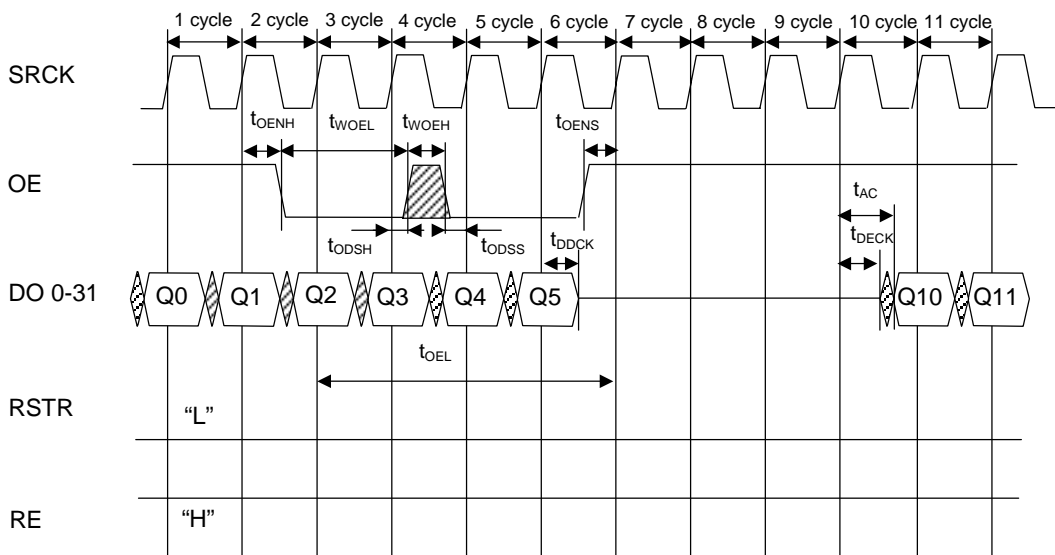 1 cycle 2 cycle 3 cycle 4 cycle 5 cycle 6 cycle 7 cycle 8 cycle 9 cycle 10 cycle 11 cycle
SRCK
tOENH tWOEL tWOEH tOENS
OE
tAC
tODSH tODSS tDDCK tDECK
DO 0-31 Q0 Q1 Q2 Q3 Q4 Q5 Q10 Q11
tOEL
RSTR “L”
RE “H”